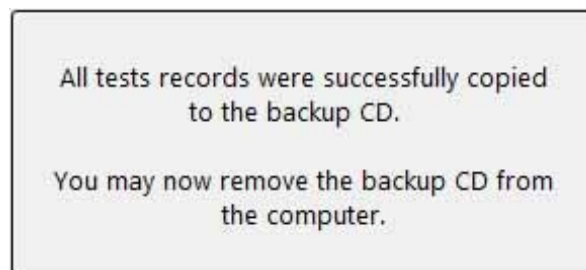 All tests records were successfully copied
to the backup CD.
You may now remove the backup CD from
the computer.